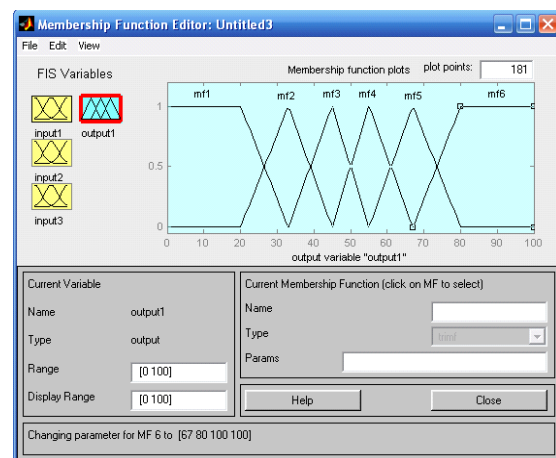 Membership Function Editor: Untitled3
File Edit View
FIS Variables
Membership function plots plot points: 181
input1 output1
input2
input3
mf1 mf2 mf3 mf4 mf5 mf6
1
0.5
0
0 10 20 30 40 50 60 70 80 90 100
output variable "output1"
Current Variable
Name output1
Type output
Range [0 100]
Display Range [0 100]
Current Membership Function (click on MF to select)
Name
Type trimf
Params
Help Close
Changing parameter for MF 6 to [67 80 100 100]